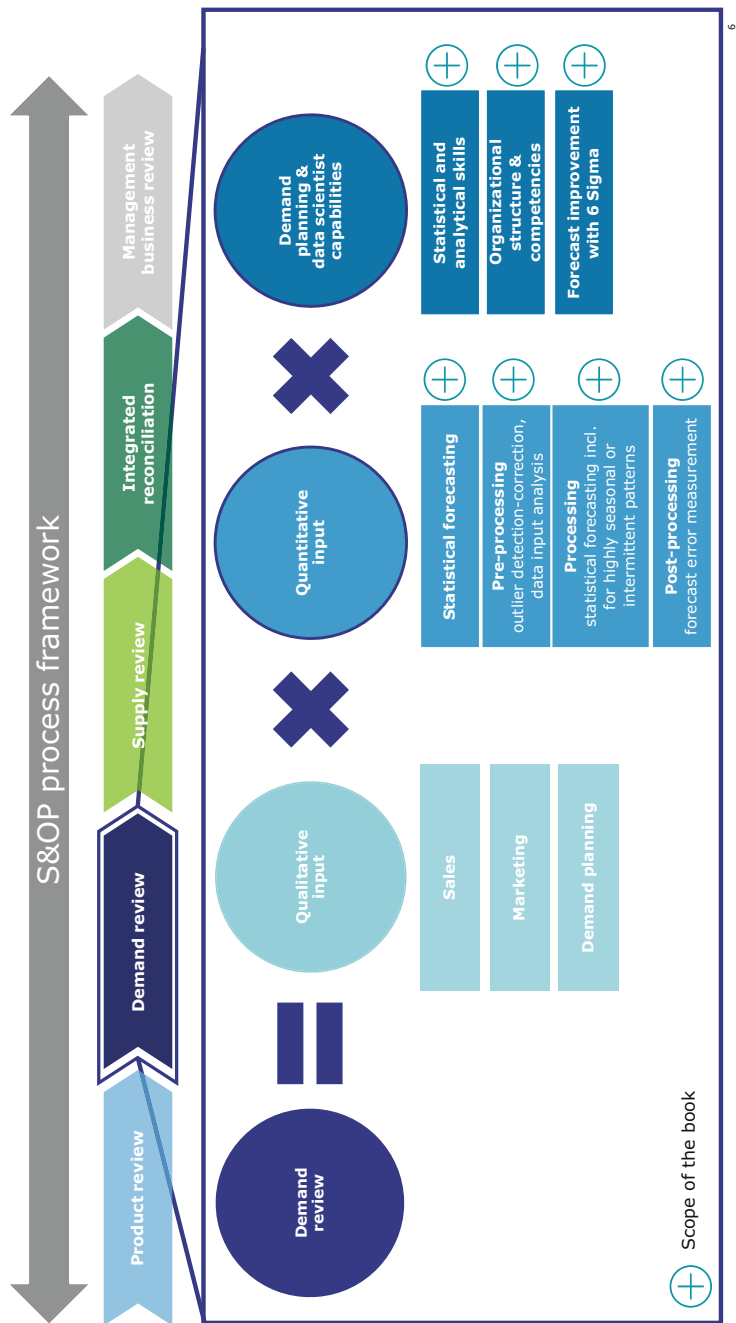 S&OP process framework
Product review
Demand review
Supply review
Integrated
reconciliation
Management
business review
Demand
review
Qualitative
input
Quantitative
input
Demand
planning &
data scientist
capabilities
Sales
Marketing
Demand planning
Statistical forecasting
Pre-processing
outlier detection-correction,
data input analysis
Processing
statistical forecasting incl.
for highly seasonal or
intermittent patterns
Post-processing
forecast error measurement
Statistical and
analytical skills
Organizational
structure &
competencies
Forecast improvement
with 6 Sigma
Scope of the book
6